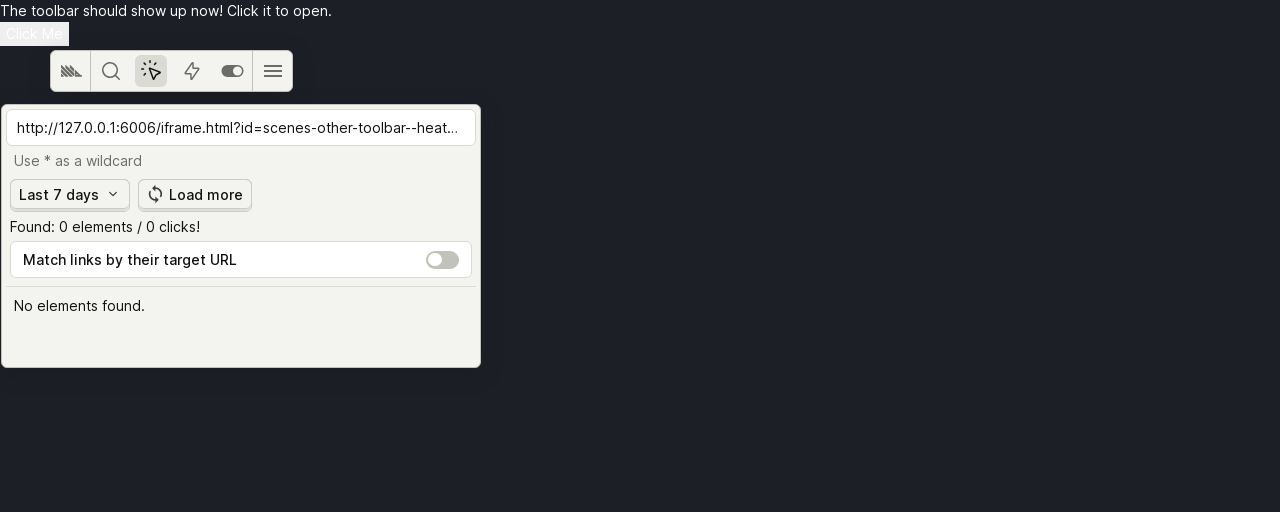 The toolbar should show up now! Click it to open.
Click Me
http://127.0.0.1:6006/iframe.html?id=scenes-other-toolbar--heat...
Use * as a wildcard
Last 7 days
Load more
Found: 0 elements / 0 clicks!
Match links by their target URL
No elements found.